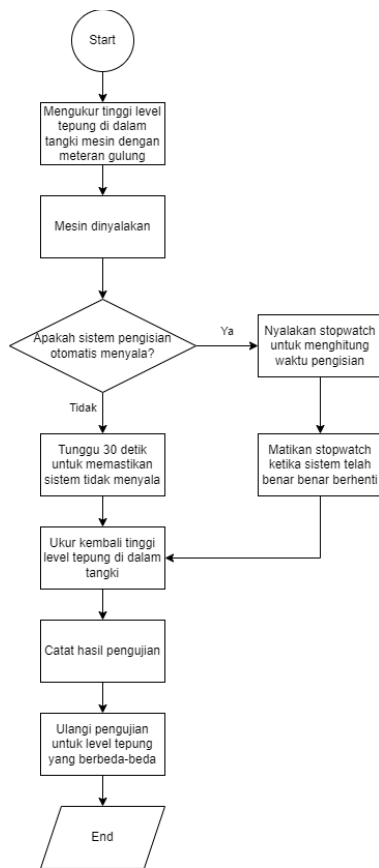 Start
Mengukur tinggi level
tepung di dalam
tangki mesin dengan
meteran gulung
Mesin dinyalakan
Apakah sistem pengisian
otomatis menyala?
Ya
Nyalakan stopwatch
untuk menghitung
waktu pengisian
Tidak
Tunggu 30 detik
untuk memastikan
sistem tidak menyala
Matikan stopwatch
ketika sistem telah
benar benar berhenti
Ukur kembali tinggi
level tepung di dalam
tangki
Catat hasil pengujian
Ulangi pengujian
untuk level tepung
yang berbeda-beda
End